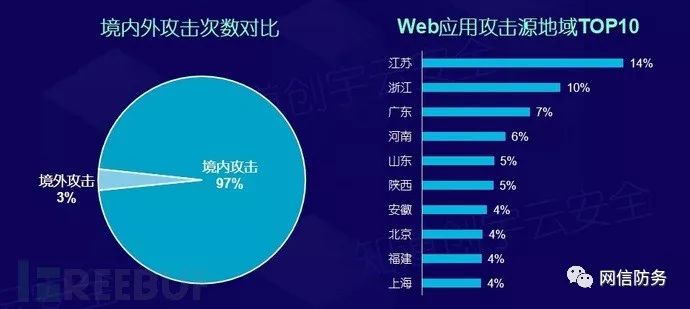 境内外攻击次数对比
境外攻击
3%
境内攻击
97%
Web应用攻击源地域TOP10
江苏 14%
浙江 10%
广东 7%
河南 6%
山东 5%
陕西 5%
安徽 4%
北京 4%
福建 4%
上海 4%
网信防务
创宇云安全
REEBUF